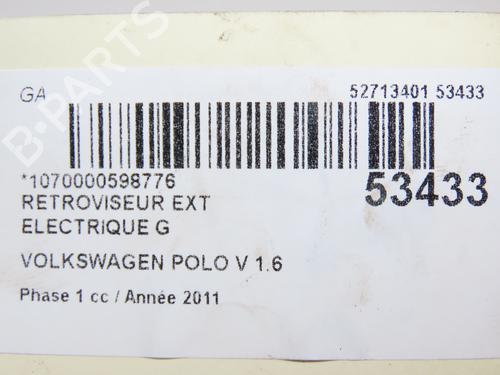 GA
52713401 53433
*1070000598776
53433
RETROVISEUR EXT
ELECTRIQUE G
VOLKSWAGEN POLO V 1.6
Phase 1 cc / Année 2011
B-PARTS